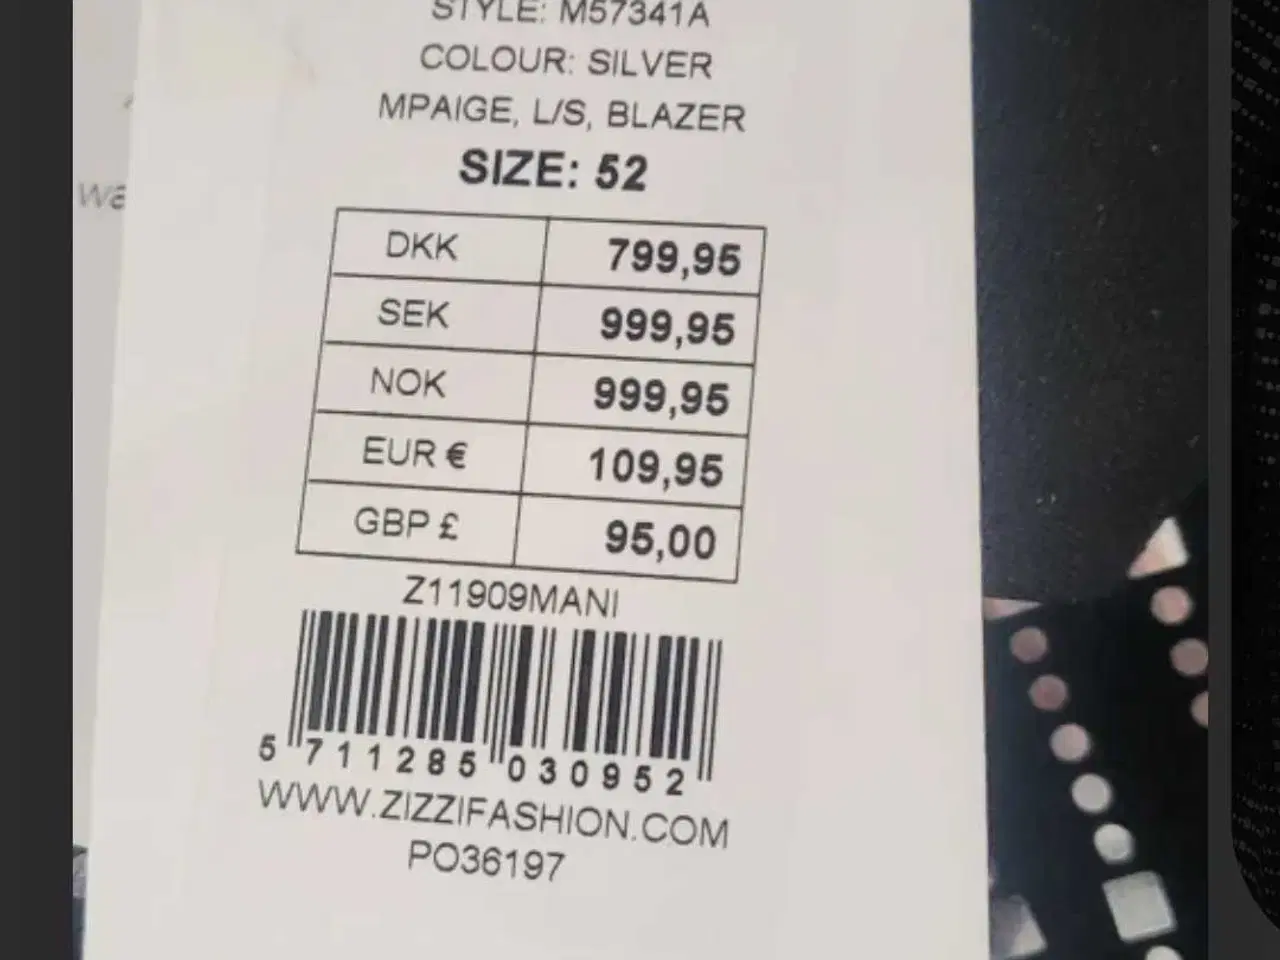 STYLE: M57341A
COLOUR: SILVER
MPAIGE, L/S, BLAZER
SIZE: 52
DKK 799,95
SEK 999,95
NOK 999,95
EUR € 109,95
GBP £ 95,00
Z11909MANI
5 711285 030952
WWW.ZIZZIFASHION.COM
PO36197